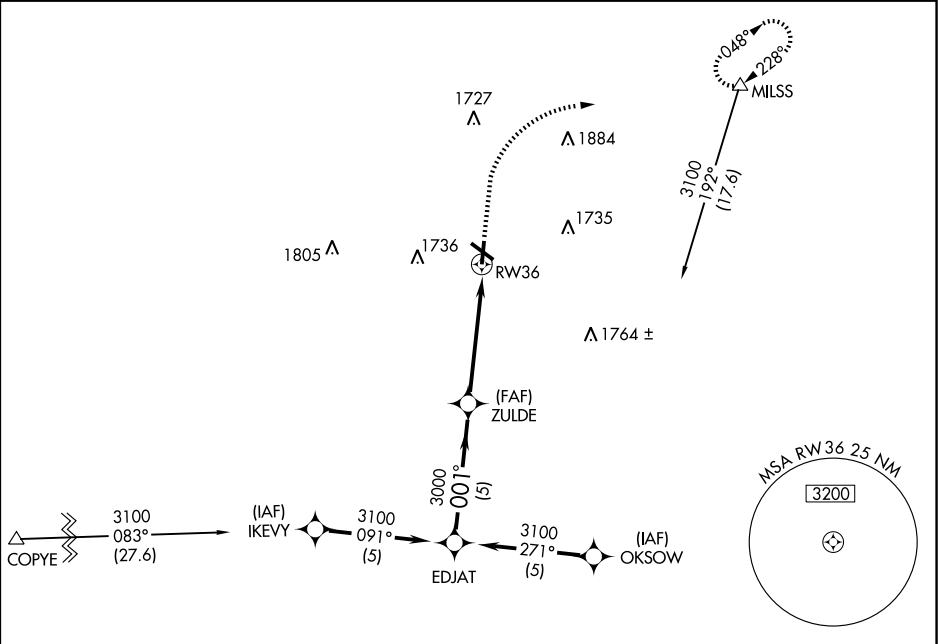 048°
228°
MILSS
1727
1884
3100
192°
(17.6)
1735
1805
1736
RW36
1764 ±
(FAF)
ZULDE
3000
001°
(5)
MSA RW36 25 NM
3200
3100
083°
(27.6)
COPYE
(IAF)
IKEVY
3100
091°
(5)
EDJAT
3100
271°
(5)
(IAF)
OKSOW